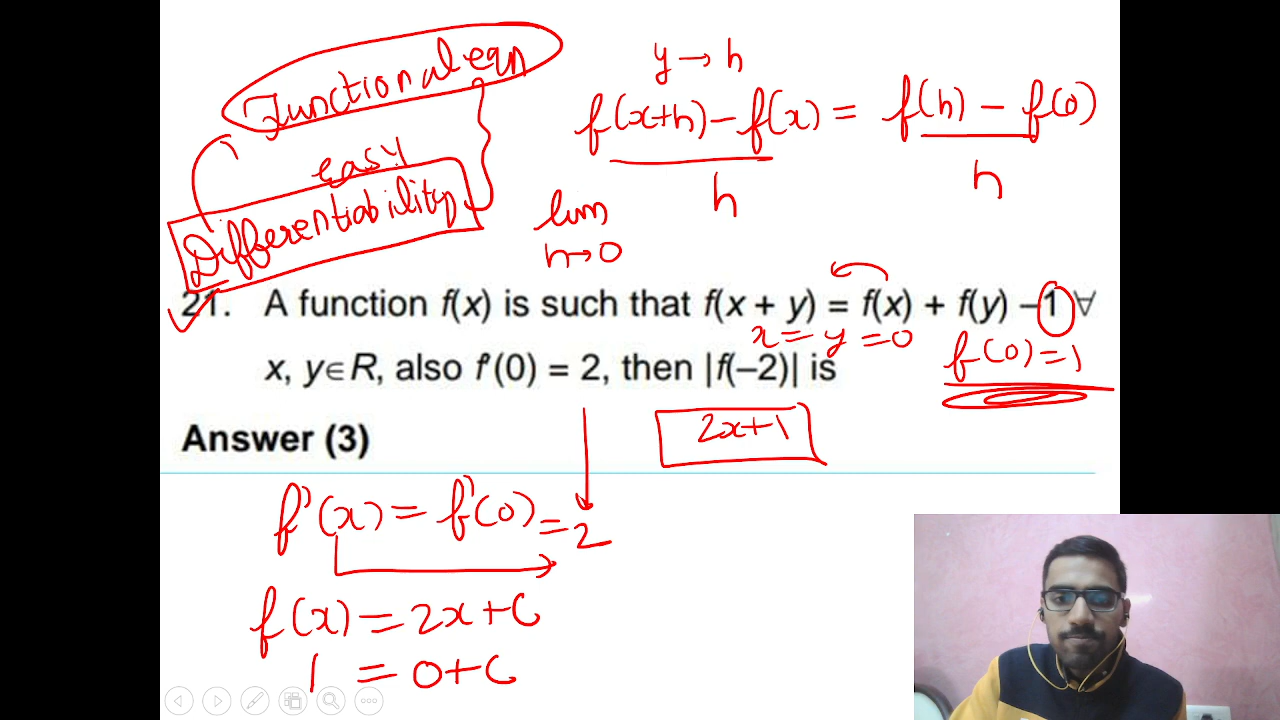 Functional eqn
easy
Differentiability
y → h
f(x+h) – f(x) = f(h) – f(0)
h h
lim
h→0
21. A function f(x) is such that f(x + y) = f(x) + f(y) – 1 ∀
x = y = 0
f(0) = 1
x, y∈R, also f'(0) = 2, then |f(–2)| is
2x+1
Answer (3)
f'(x) = f'(0) = 2
f(x) = 2x + C
1 = 0 + C